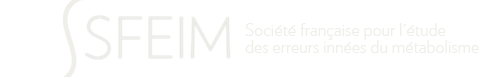 SFEIM
Société française pour l'étude
des erreurs innées du métabolisme